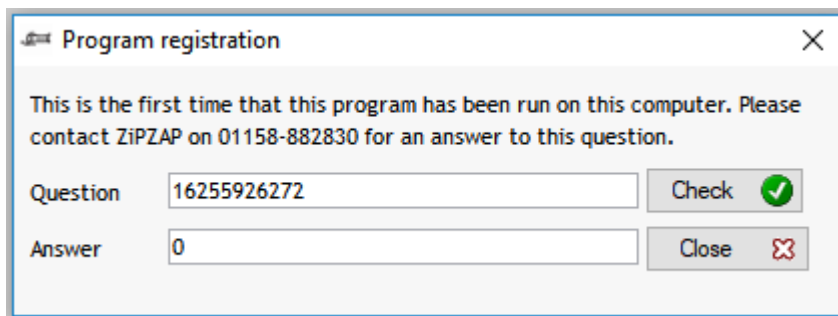 Program registration
This is the first time that this program has been run on this computer. Please
contact ZiPZAP on 01158-882830 for an answer to this question.
Question 16255926272 Check
Answer 0 Close